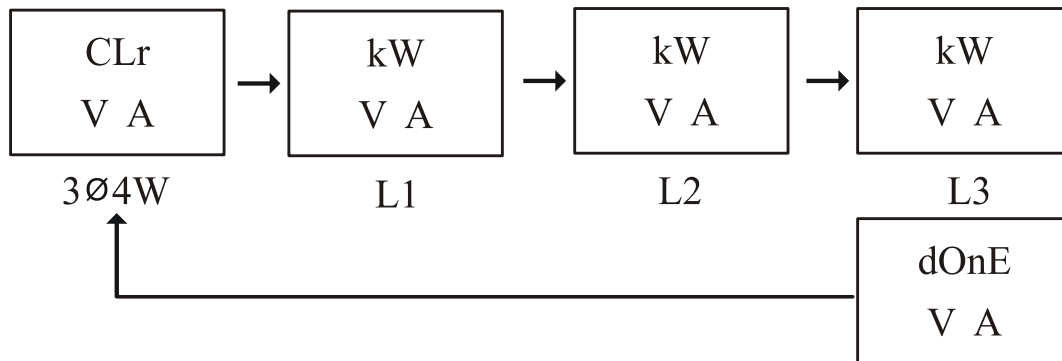 CLr
V A
3Ø4W
kW
V A
L1
kW
V A
L2
kW
V A
L3
dOnE
V A